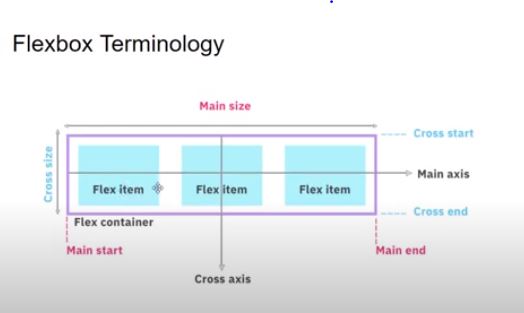 Flexbox Terminology
Main size
Cross start
Cross size
Main axis
Flex item
Flex item
Flex item
Cross end
Flex container
Main start
Main end
Cross axis